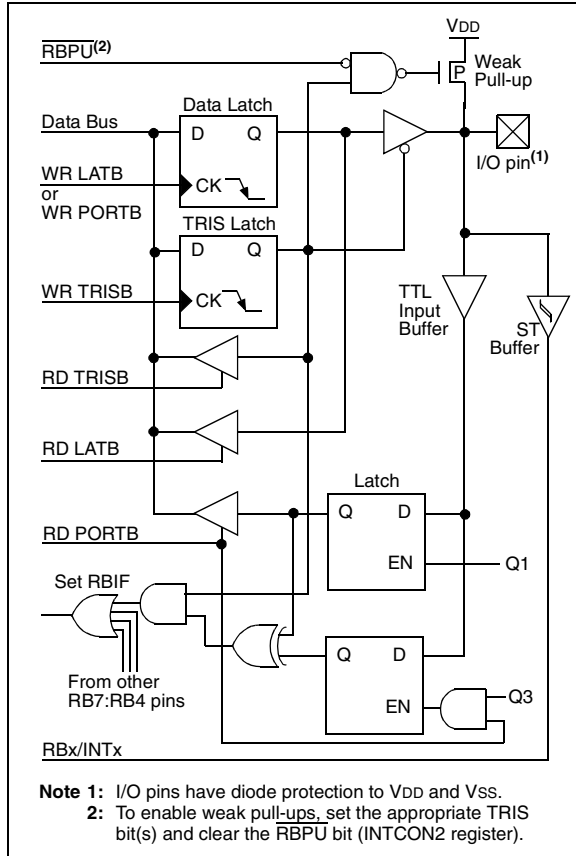 VDD
RBPU(2)
Weak
Pull-up
P
Data Latch
Data Bus
D Q
I/O pin(1)
WR LATB
or
WR PORTB
CK
TRIS Latch
D Q
WR TRISB
CK
TTL
Input
Buffer
ST
Buffer
RD TRISB
RD LATB
Latch
Q D
RD PORTB
EN
Q1
Set RBIF
Q D
Q3
EN
From other
RB7:RB4 pins
RBx/INTx
Note 1: I/O pins have diode protection to VDD and VSS.
2: To enable weak pull-ups, set the appropriate TRIS
bit(s) and clear the RBPU bit (INTCON2 register).